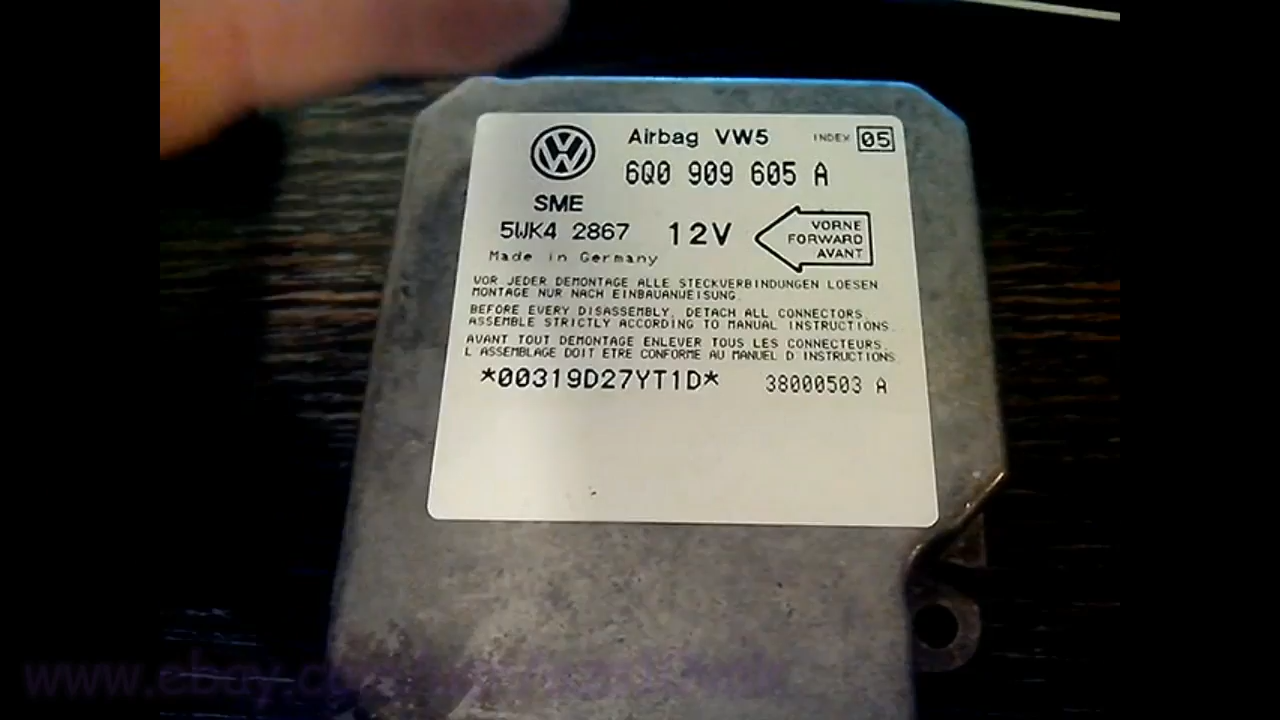 Airbag VW5 INDEX 05
6Q0 909 605 A
SME
5WK4 2867 12V
VORNE
FORWARD
AVANT
Made in Germany
VOR JEDER DEMONTAGE ALLE STECKVERBINDUNGEN LOESEN
MONTAGE NUR NACH EINBAUANWEISUNG.
BEFORE EVERY DISASSEMBLY, DETACH ALL CONNECTORS.
ASSEMBLE STRICTLY ACCORDING TO MANUAL INSTRUCTIONS.
AVANT TOUT DEMONTAGE ENLEVER TOUS LES CONNECTEURS.
L ASSEMBLAGE DOIT ETRE CONFORME AU MANUEL D INSTRUCTIONS
*00319D27YT1D* 38000503 A